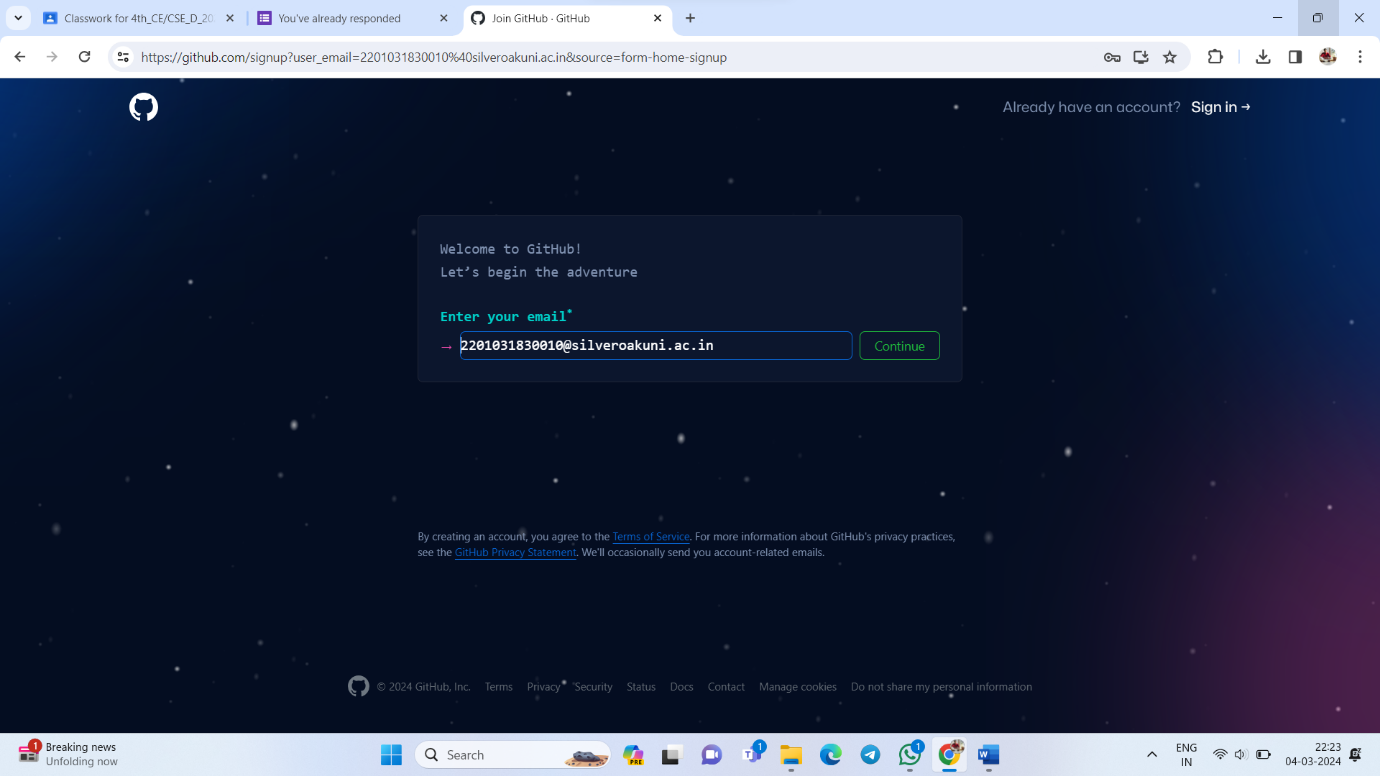 Classwork for 4th_CE/CSE_D_20
You've already responded
Join GitHub · GitHub
https://github.com/signup?user_email=2201031830010%40silveroakuni.ac.in&source=form-home-signup
Already have an account? Sign in →
Welcome to GitHub!
Let's begin the adventure
Enter your email*
→ 2201031830010@silveroakuni.ac.in Continue
By creating an account, you agree to the Terms of Service. For more information about GitHub's privacy practices,
see the GitHub Privacy Statement. We'll occasionally send you account-related emails.
© 2024 GitHub, Inc. Terms Privacy Security Status Docs Contact Manage cookies Do not share my personal information
1
Breaking news
Unfolding now
Search
PRE
T
1
1
W
ENG
IN
22:23
04-03-2024